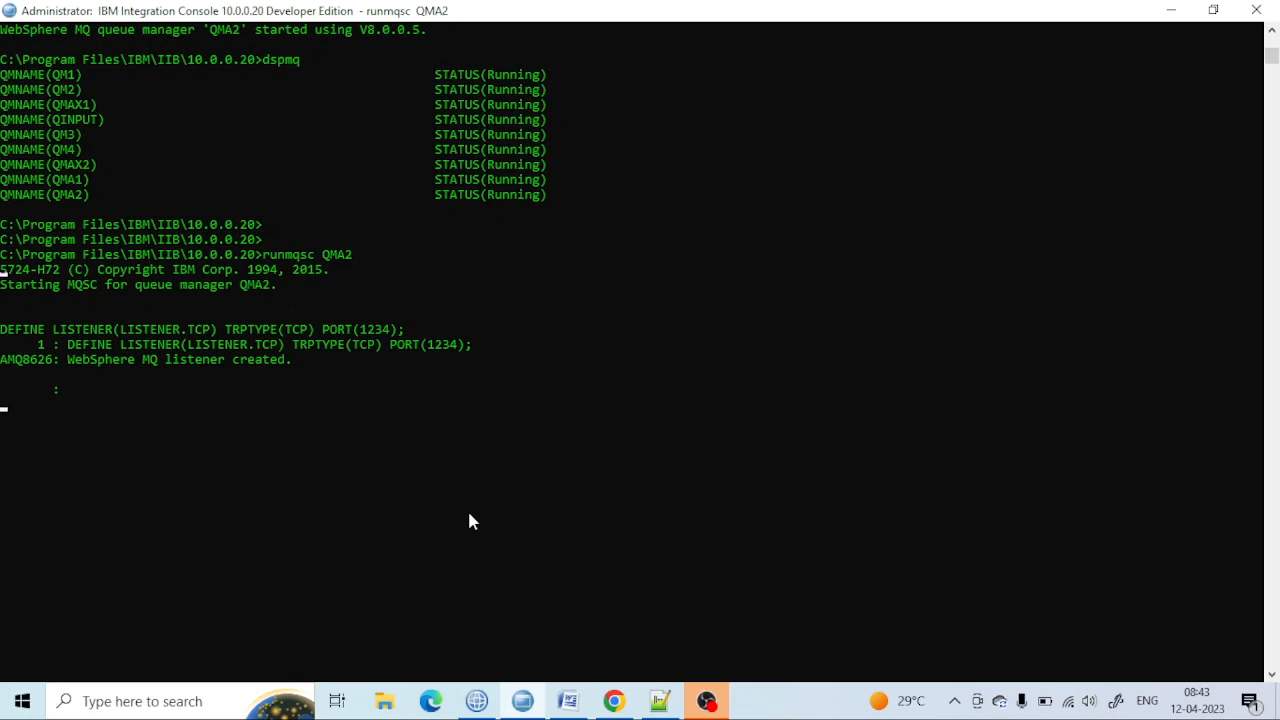 Administrator: IBM Integration Console 10.0.0.20 Developer Edition - runmqsc  QMA2
WebSphere MQ queue manager 'QMA2' started using V8.0.0.5.
C:\Program Files\IBM\IIB\10.0.0.20>dspmq
QMNAME(QM1) STATUS(Running)
QMNAME(QM2) STATUS(Running)
QMNAME(QMAX1) STATUS(Running)
QMNAME(QINPUT) STATUS(Running)
QMNAME(QM3) STATUS(Running)
QMNAME(QM4) STATUS(Running)
QMNAME(QMAX2) STATUS(Running)
QMNAME(QMA1) STATUS(Running)
QMNAME(QMA2) STATUS(Running)
C:\Program Files\IBM\IIB\10.0.0.20>
C:\Program Files\IBM\IIB\10.0.0.20>
C:\Program Files\IBM\IIB\10.0.0.20>runmqsc QMA2
5724-H72 (C) Copyright IBM Corp. 1994, 2015.
Starting MQSC for queue manager QMA2.
DEFINE LISTENER(LISTENER.TCP) TRPTYPE(TCP) PORT(1234);
1 : DEFINE LISTENER(LISTENER.TCP) TRPTYPE(TCP) PORT(1234);
AMQ8626: WebSphere MQ listener created.
:
Type here to search
29°C
ENG
08:43
12-04-2023
1